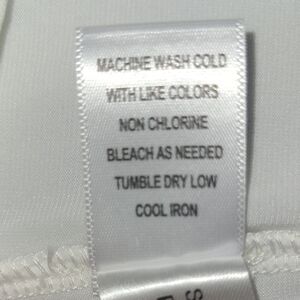 MACHINE WASH COLD
WITH LIKE COLORS
NON CHLORINE
BLEACH AS NEEDED
TUMBLE DRY LOW
COOL IRON
S